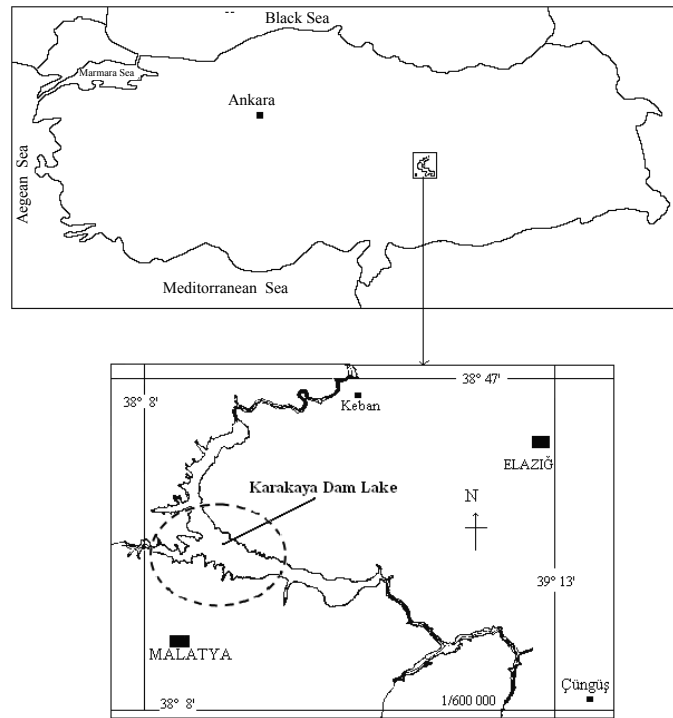 --
Black Sea
Marmara Sea
Ankara
Aegean Sea
Meditorranean Sea
38° 47'
38° 8'
Keban
ELAZIĞ
Karakaya Dam Lake
N
39° 13'
MALATYA
Çüngüş
38° 8'
1/600 000